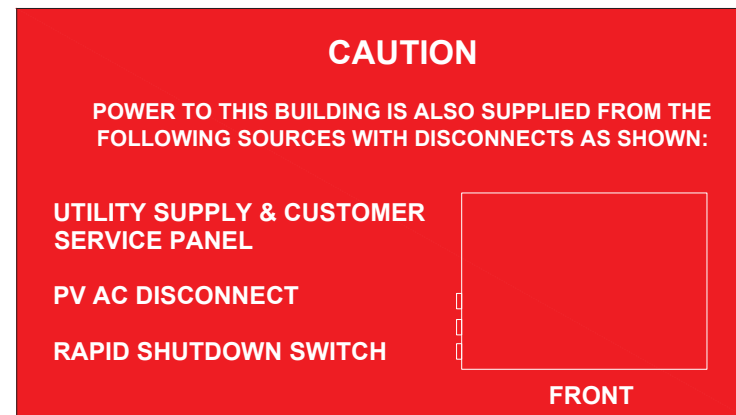 CAUTION
POWER TO THIS BUILDING IS ALSO SUPPLIED FROM THE
FOLLOWING SOURCES WITH DISCONNECTS AS SHOWN:
UTILITY SUPPLY & CUSTOMER
SERVICE PANEL
PV AC DISCONNECT
RAPID SHUTDOWN SWITCH
FRONT